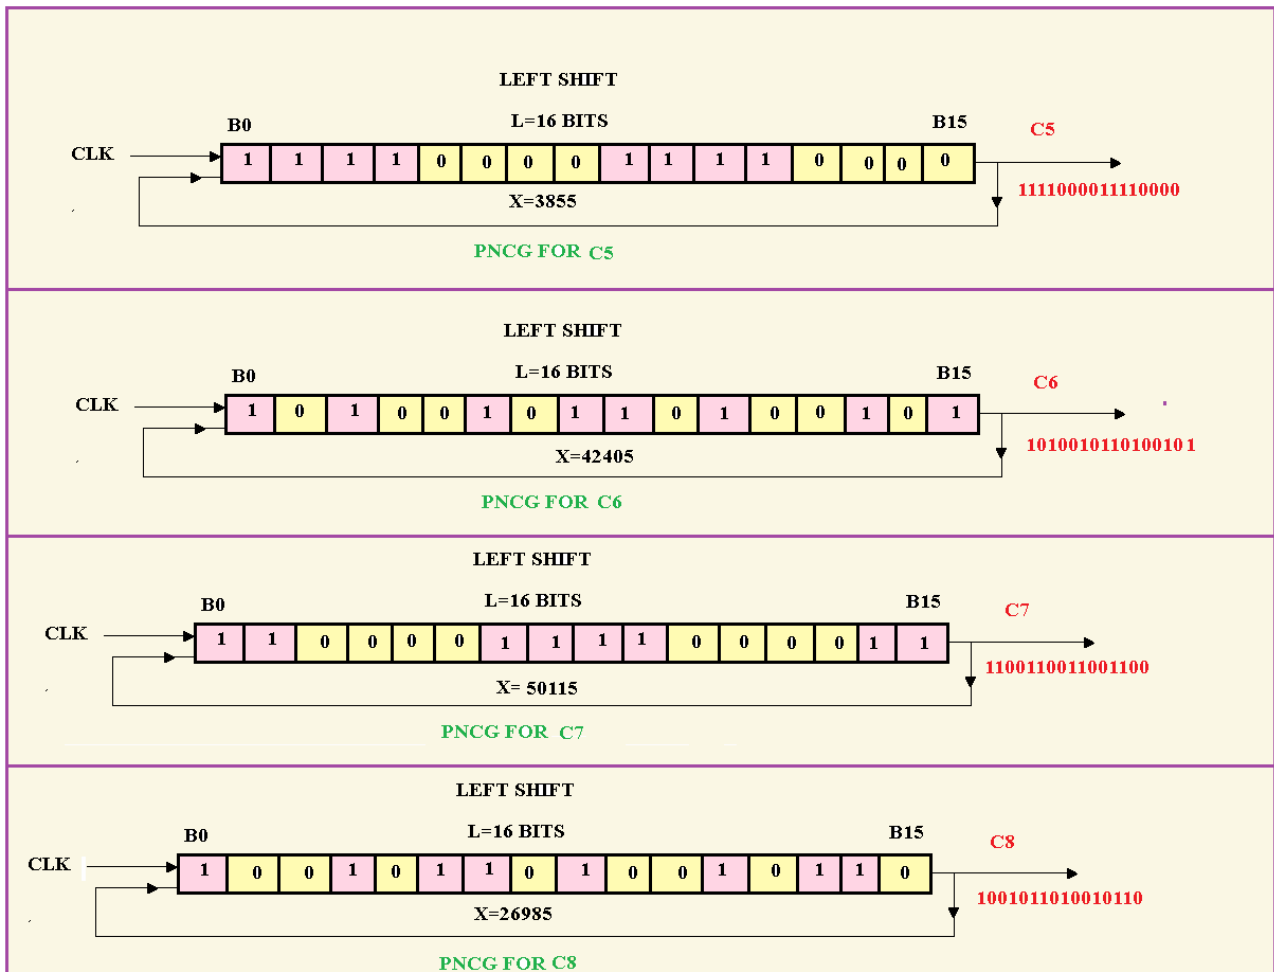 LEFT SHIFT
B0 L=16 BITS B15 C5
CLK 1 1 1 1 0 0 0 0 1 1 1 1 0 0 0 0
1111000011110000
X=3855
PNCG FOR C5
LEFT SHIFT
B0 L=16 BITS B15 C6
CLK 1 0 1 0 0 1 0 1 1 0 1 0 0 1 0 1
1010010110100101
X=42405
PNCG FOR C6
LEFT SHIFT
B0 L=16 BITS B15 C7
CLK 1 1 0 0 0 0 1 1 1 1 0 0 0 0 1 1
1100110011001100
X= 50115
PNCG FOR C7
LEFT SHIFT
B0 L=16 BITS B15 C8
CLK 1 0 0 1 0 1 1 0 1 0 0 1 0 1 1 0
1001011010010110
X=26985
PNCG FOR C8